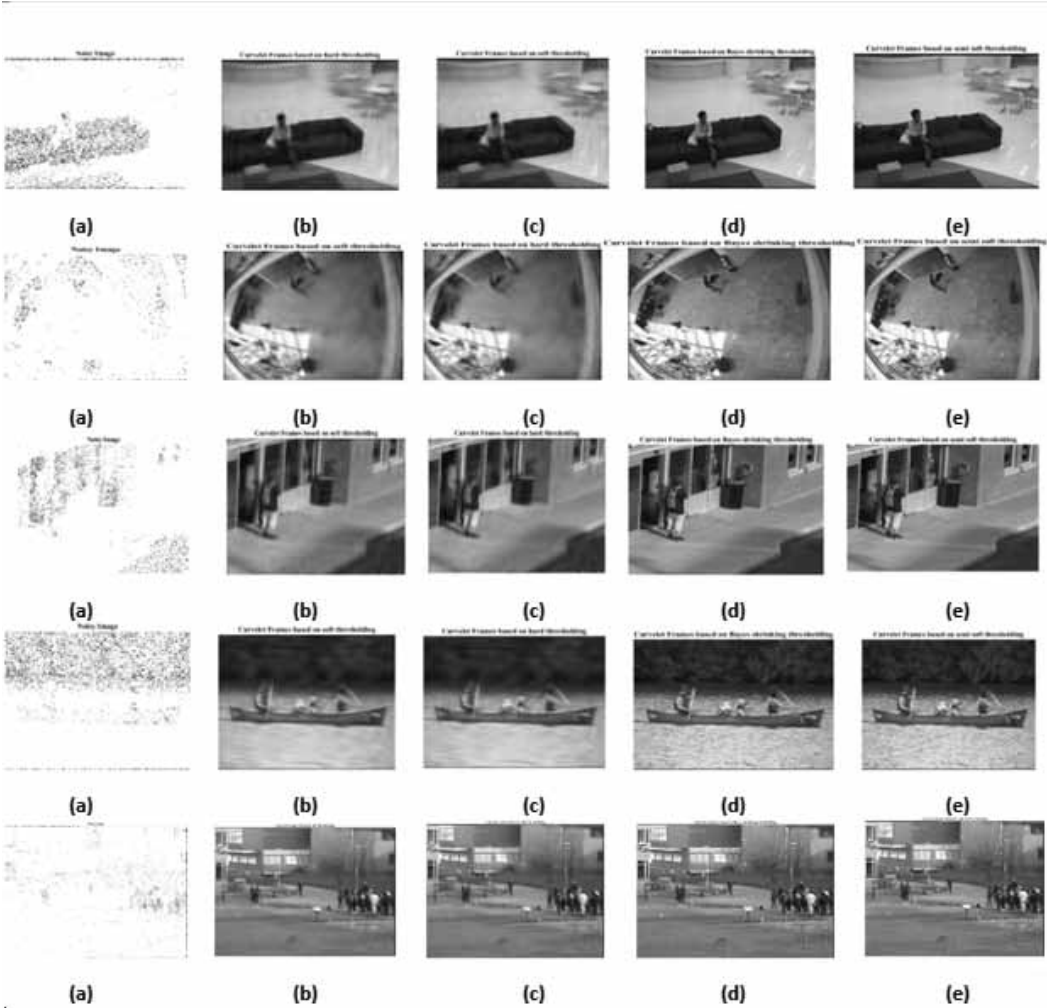 Noisy Image
Curvelet Frames based on hard thresholding
Curvelet Frames based on soft thresholding
Curvelet Frames based on Bayes shrinking thresholding
Curvelet Frames based on semi soft thresholding
(a) (b) (c) (d) (e)
Noisy Image
Curvelet Frames based on soft thresholding
Curvelet Frames based on hard thresholding
Curvelet Frames based on Bayes shrinking thresholding
Curvelet Frames based on semi soft thresholding
(a) (b) (c) (d) (e)
Noisy Image
Curvelet Frames based on soft thresholding
Curvelet Frames based on hard thresholding
Curvelet Frames based on Bayes shrinking thresholding
Curvelet Frames based on semi soft thresholding
(a) (b) (c) (d) (e)
Noisy Image
Curvelet Frames based on soft thresholding
Curvelet Frames based on hard thresholding
Curvelet Frames based on Bayes shrinking thresholding
Curvelet Frames based on semi soft thresholding
(a) (b) (c) (d) (e)
(a) (b) (c) (d) (e)